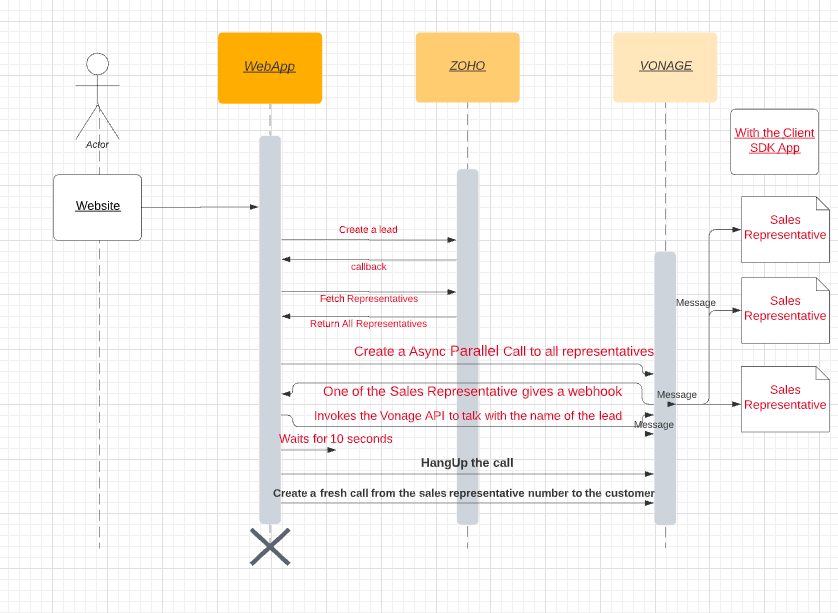 WebApp
ZOHO
VONAGE
Actor
With the Client
SDK App
Website
Sales
Representative
Create a lead
callback
Fetch Representatives
Message
Sales
Representative
Return All Representatives
Create a Async Parallel Call to all representatives
One of the Sales Representative gives a webhook
Message
Sales
Representative
Invokes the Vonage API to talk with the name of the lead
Message
Waits for 10 seconds
HangUp the call
Create a fresh call from the sales representative number to the customer